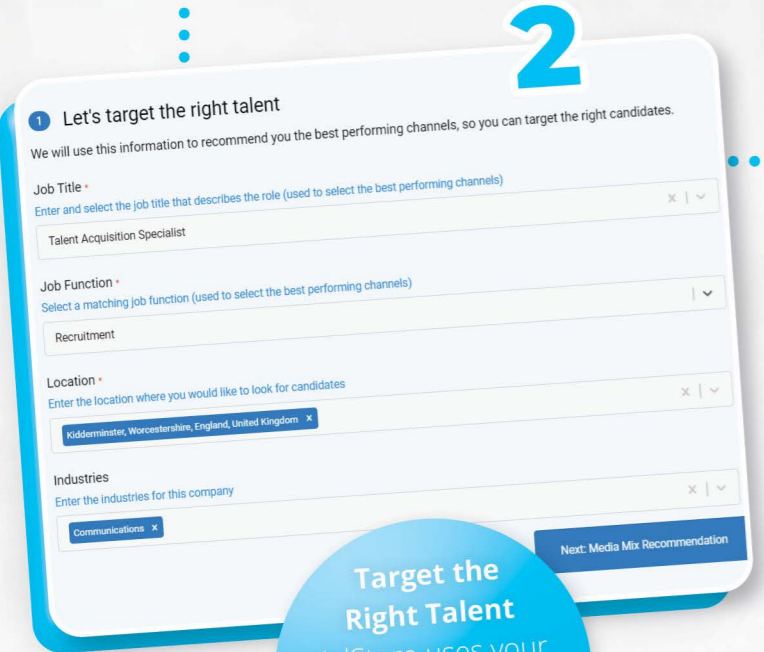 2
1 Let's target the right talent
We will use this information to recommend you the best performing channels, so you can target the right candidates.
Job Title *
Enter and select the job title that describes the role (used to select the best performing channels)
Talent Acquisition Specialist
Job Function *
Select a matching job function (used to select the best performing channels)
Recruitment
Location *
Enter the location where you would like to look for candidates
Kidderminster, Worcestershire, England, United Kingdom x
Industries
Enter the industries for this company
Communications x
Next: Media Mix Recommendation
Target the
Right Talent
uses your